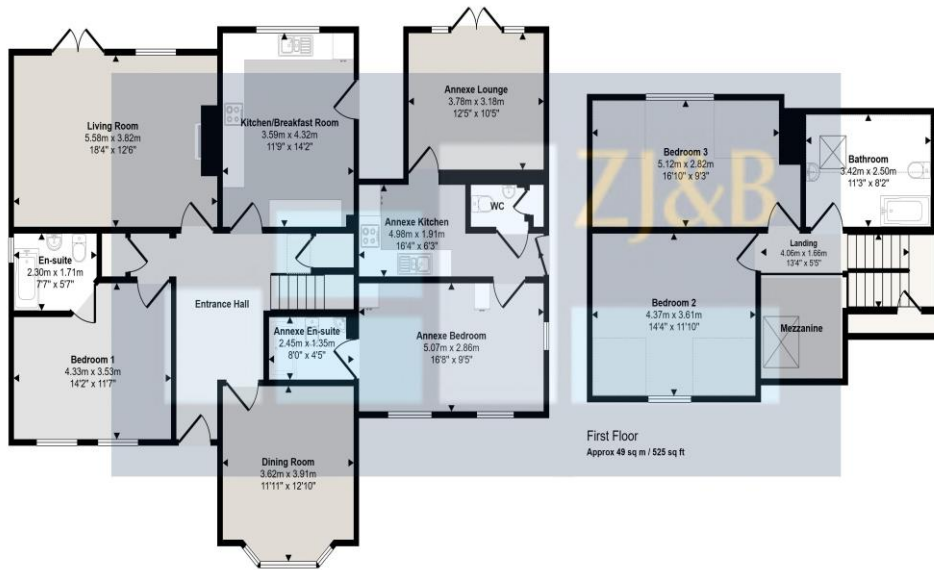 Living Room
5.58m x 3.82m
18'4" x 12'6"
Kitchen/Breakfast Room
3.59m x 4.32m
11'9" x 14'2"
Annexe Lounge
3.78m x 3.18m
12'5" x 10'5"
Annexe Kitchen
4.98m x 1.91m
16'4" x 6'3"
WC
En-suite
2.30m x 1.71m
7'7" x 5'7"
Entrance Hall
Annexe En-suite
2.45m x 1.35m
8'0" x 4'5"
Annexe Bedroom
5.07m x 2.86m
16'8" x 9'5"
Bedroom 1
4.33m x 3.53m
14'2" x 11'7"
Dining Room
3.62m x 3.91m
11'11" x 12'10"
ZJ&B
Bedroom 3
5.12m x 2.82m
16'10" x 9'3"
Bathroom
3.42m x 2.50m
11'3" x 8'2"
Landing
4.06m x 1.66m
13'4" x 5'5"
Bedroom 2
4.37m x 3.61m
14'4" x 11'10"
Mezzanine
First Floor
Approx 49 sq m / 525 sq ft